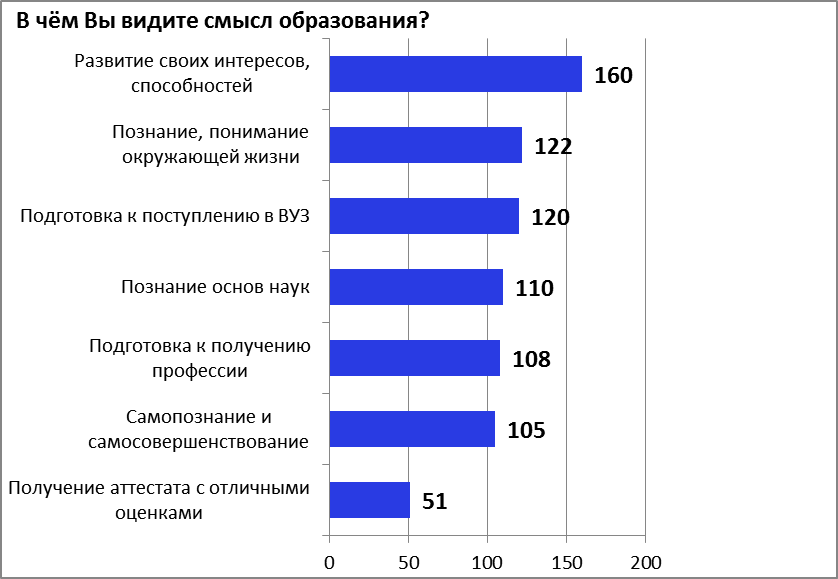 В чём Вы видите смысл образования?
Развитие своих интересов,
способностей
160
Познание, понимание
окружающей жизни
122
Подготовка к поступлению в ВУЗ
120
Познание основ наук
110
Подготовка к получению
профессии
108
Самопознание и
самосовершенствование
105
Получение аттестата с отличными
оценками
51
0 50 100 150 200